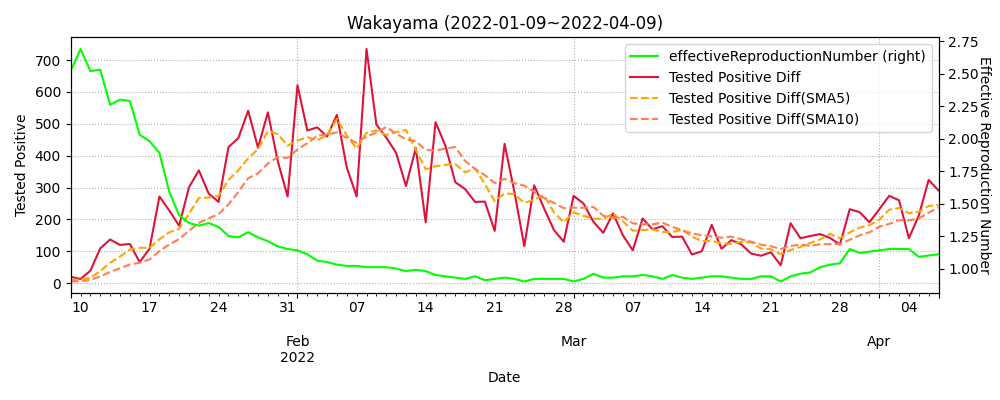 Wakayama (2022-01-09~2022-04-09)
effectiveReproductionNumber (right)
Tested Positive Diff
Tested Positive Diff(SMA5)
Tested Positive Diff(SMA10)
Tested Positive
700
600
500
400
300
200
100
0
2.75
2.50
2.25
2.00
1.75
1.50
1.25
1.00
Effective Reproduction Number
10 17 24 31 07 14 21 28 07 14 21 28 04
Feb Mar Apr
2022
Date